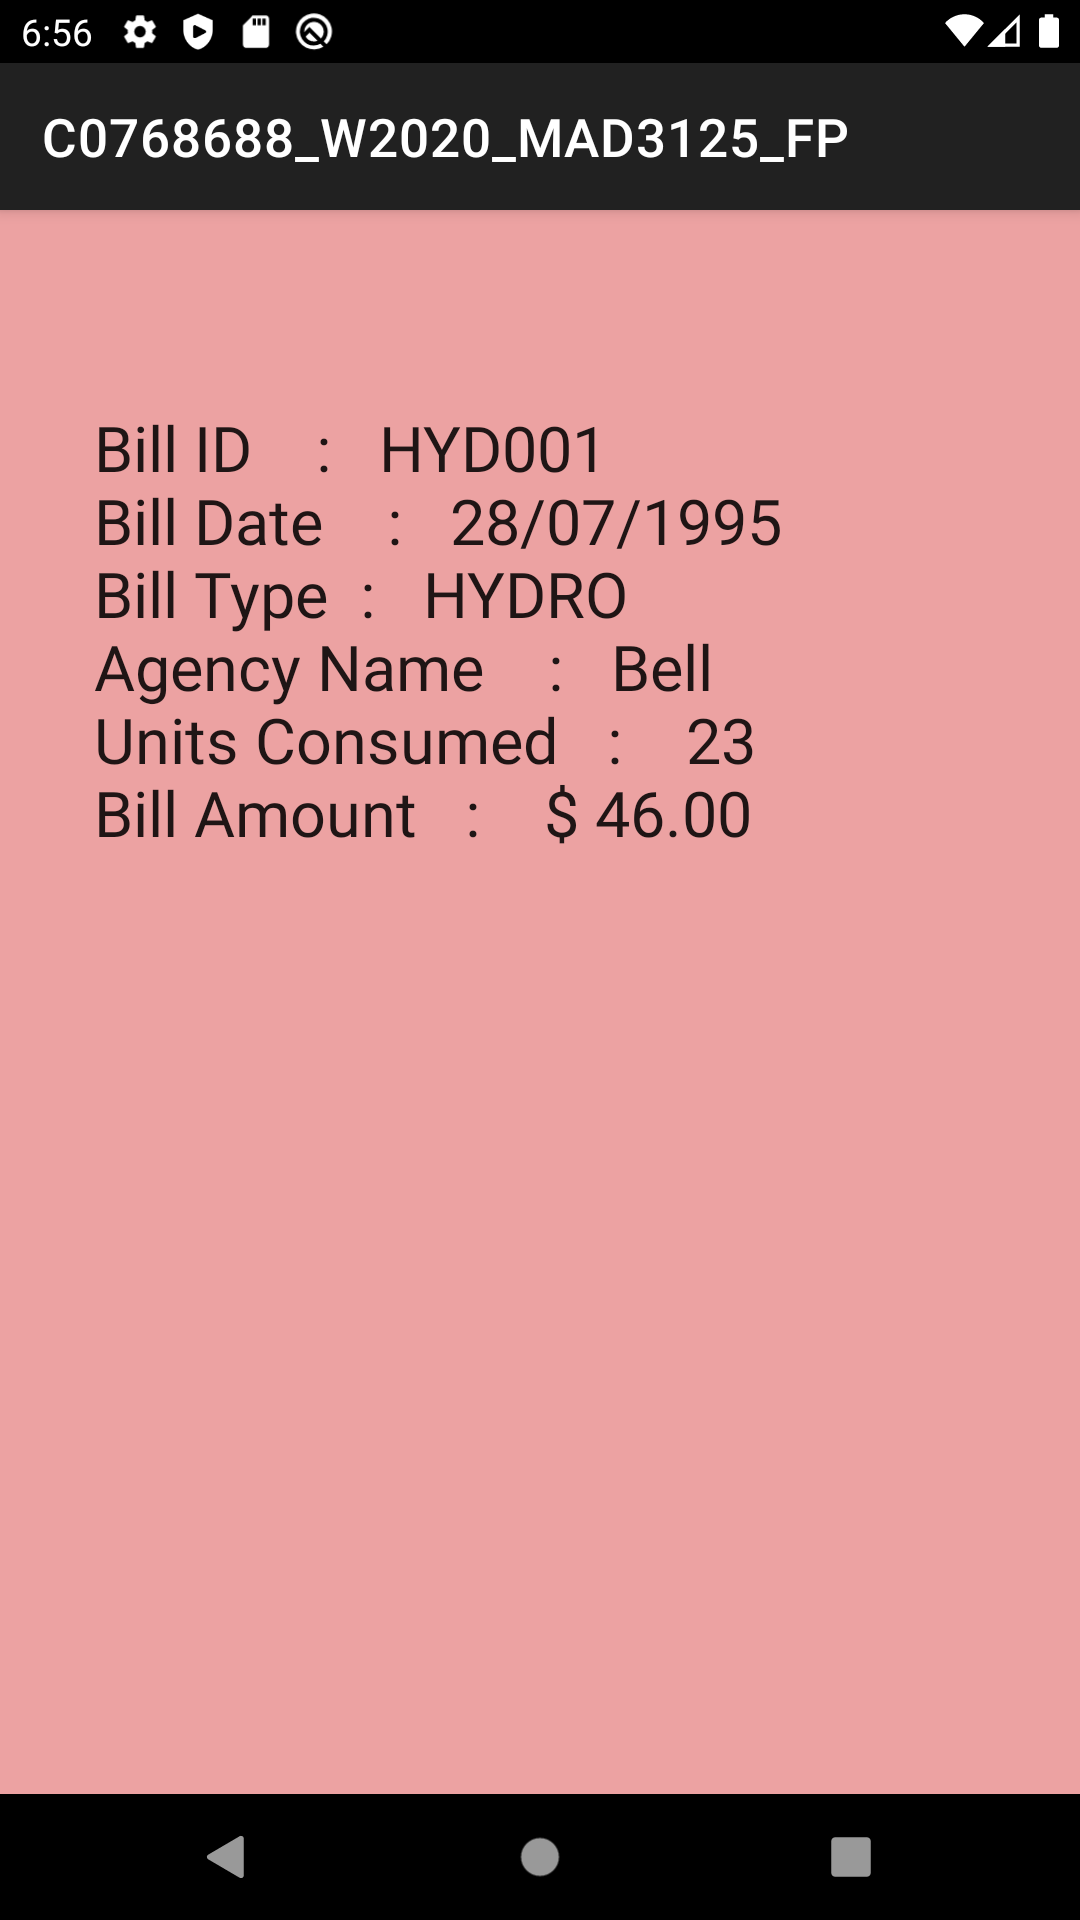 6:56
C0768688_W2020_MAD3125_FP
Bill ID : HYD001
Bill Date : 28/07/1995
Bill Type : HYDRO
Agency Name : Bell
Units Consumed : 23
Bill Amount : $ 46.00